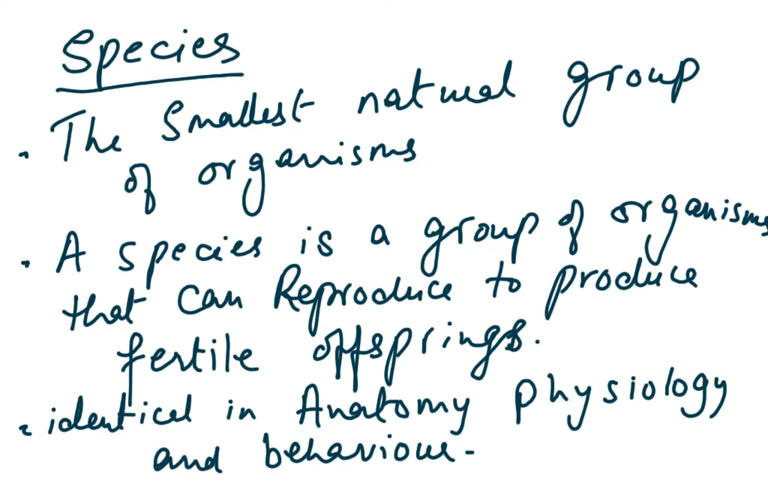 Species
. The Smallest natural group
of organisms
. A species is a group of organisms
that can Reproduce to produce
fertile offsprings.
. identical in Anatomy physiology
and behaviour.